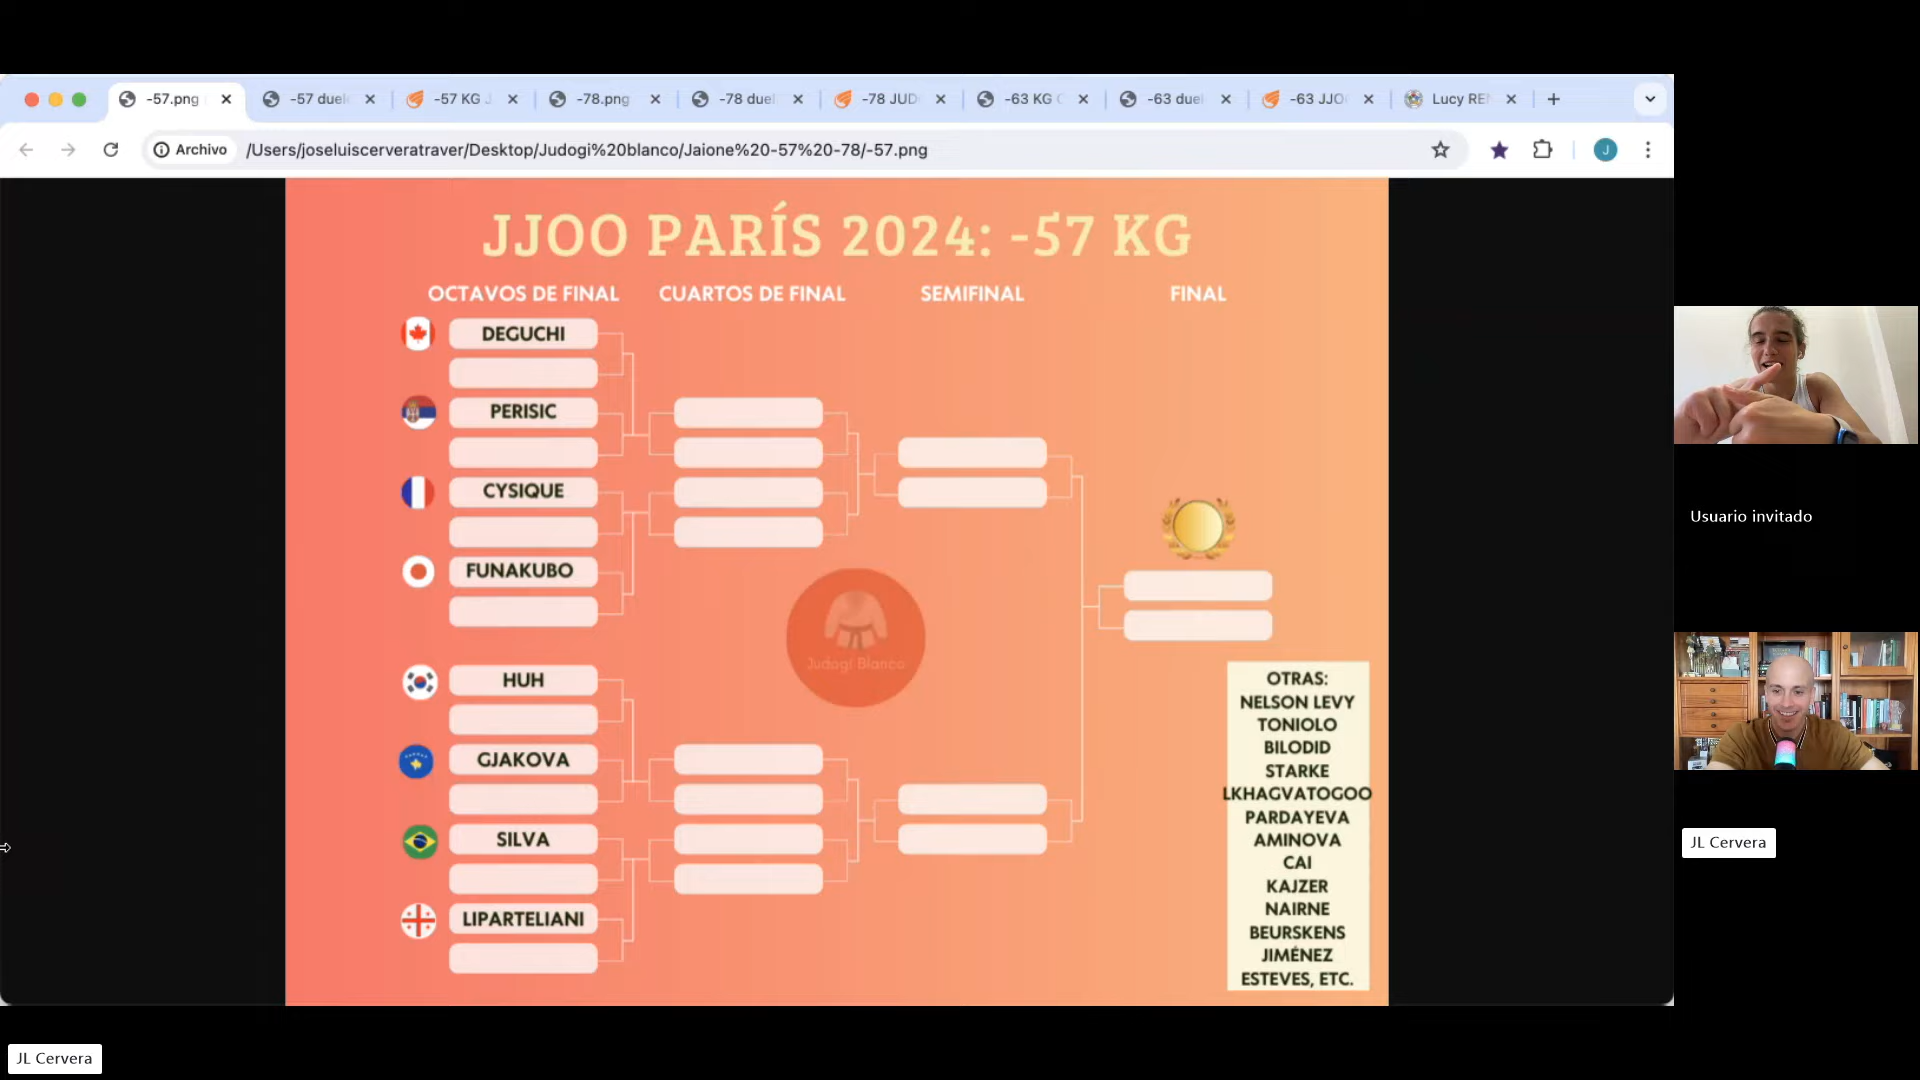 -57.png
-57 duel
-57 KG J
-78.png
-78 duel
-78 JUD
-63 KG
-63 duel
-63 JJO
Lucy RE
Archivo
/Users/joseluiscerveratraver/Desktop/Judogi%20blanco/Jaione%20-57%20-78/-57.png
J
JJOO PARÍS 2024: -57 KG
OCTAVOS DE FINAL
CUARTOS DE FINAL
SEMIFINAL
FINAL
DEGUCHI
PERISIC
CYSIQUE
FUNAKUBO
HUH
GJAKOVA
SILVA
LIPARTELIANI
Judogi Blanco
OTRAS:
NELSON LEVY
TONIOLO
BILODID
STARKE
LKHAGVATOGOO
PARDAYEVA
AMINOVA
CAI
KAJZER
NAIRNE
BEURSKENS
JIMÉNEZ
ESTEVES, ETC.
Usuario invitado
JL Cervera
JL Cervera